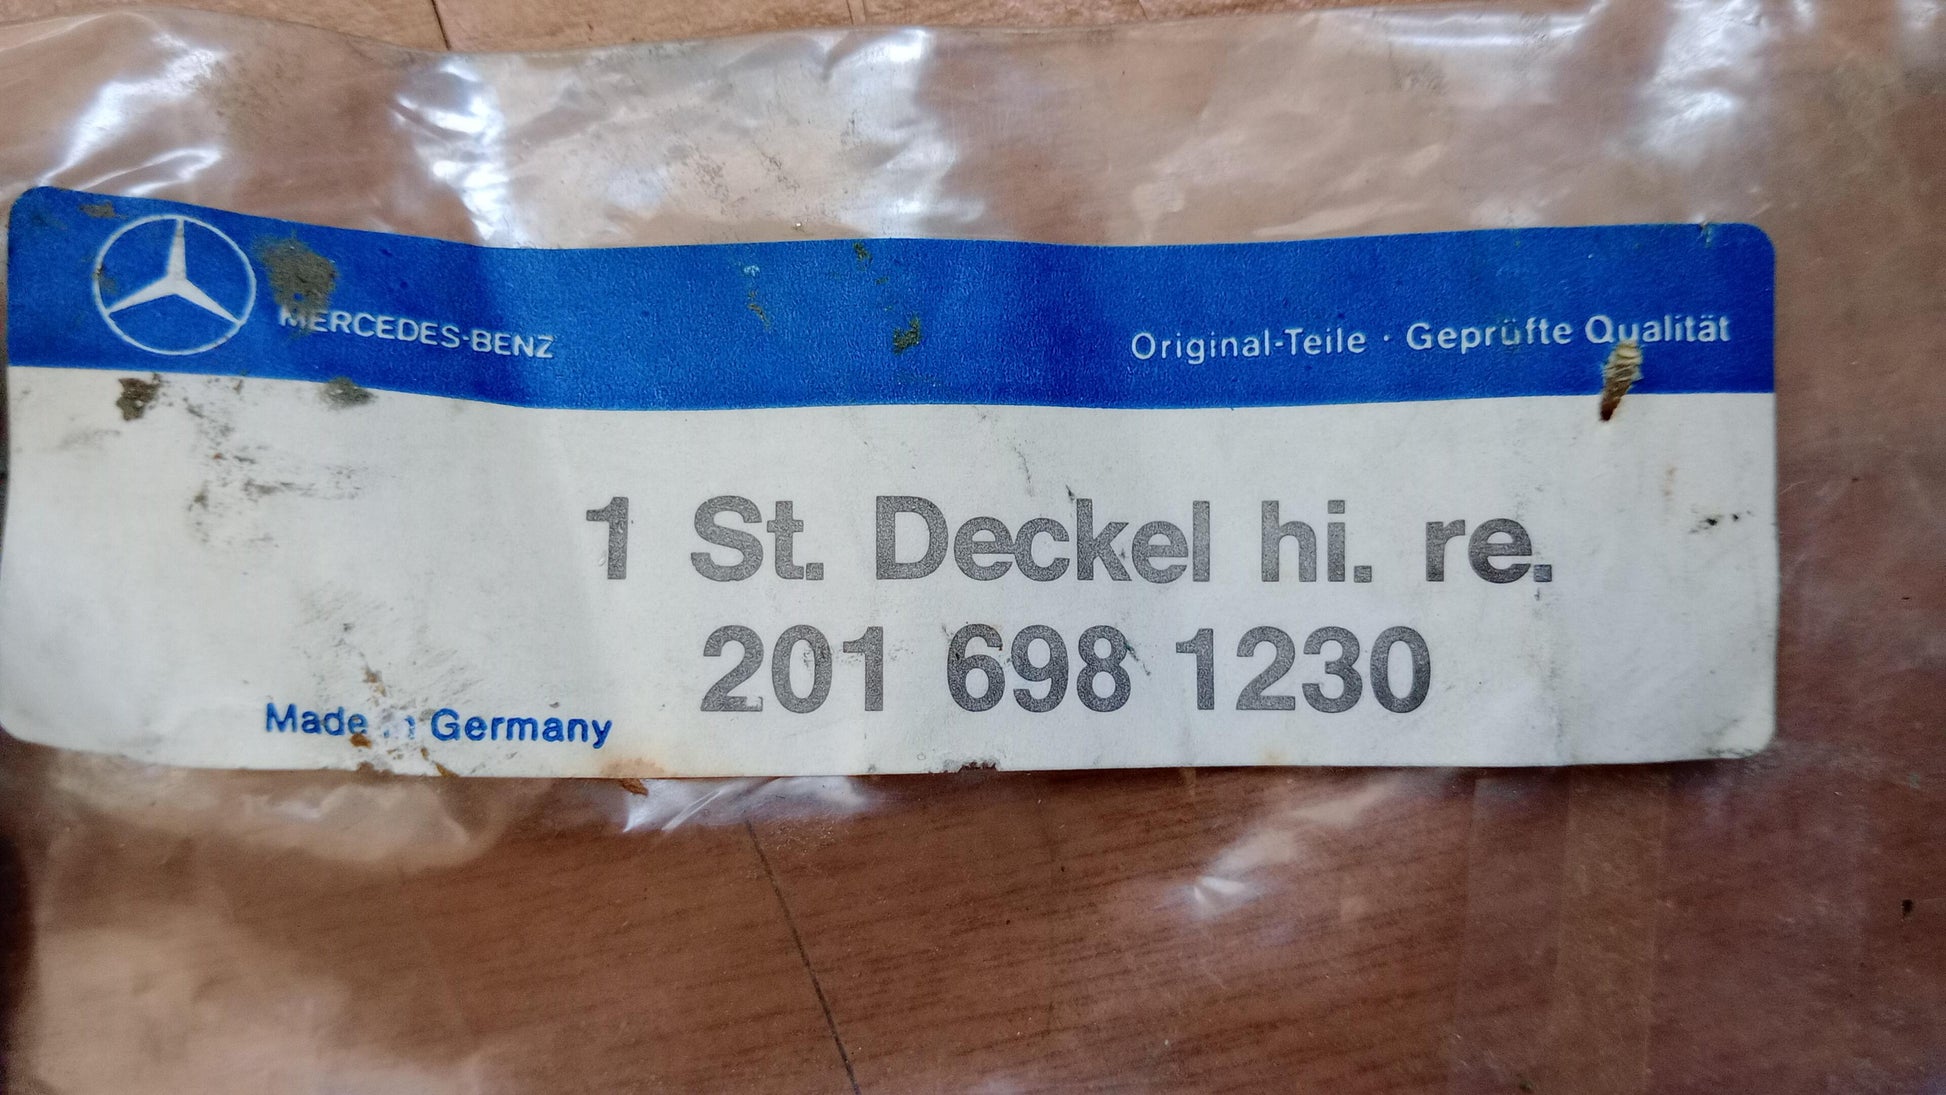 MERCEDES-BENZ
Original-Teile · Geprüfte Qualität
1 St. Deckel hi. re.
201 698 1230
Made in Germany